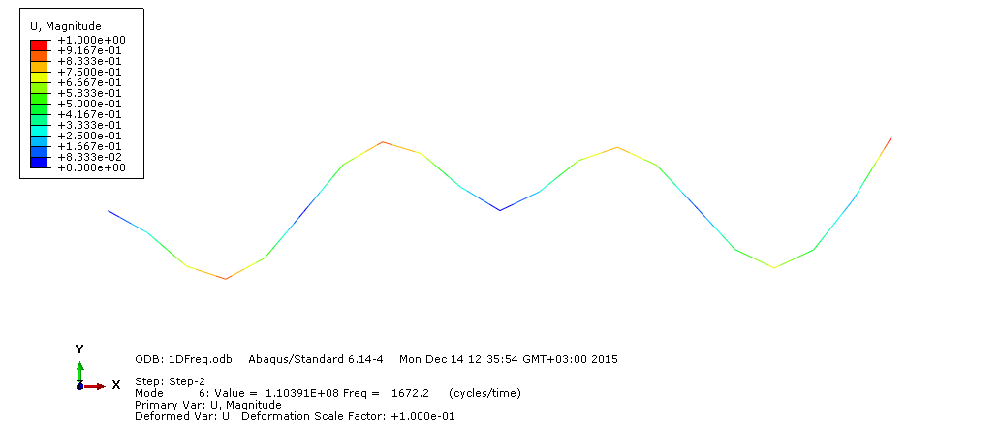 U, Magnitude
+1.000e+00
+9.167e-01
+8.333e-01
+7.500e-01
+6.667e-01
+5.833e-01
+5.000e-01
+4.167e-01
+3.333e-01
+2.500e-01
+1.667e-01
+8.333e-02
+0.000e+00
Y
Z X
ODB: 1DFreq.odb    Abaqus/Standard 6.14-4    Mon Dec 14 12:35:54 GMT+03:00 2015
Step: Step-2
Mode         6: Value =  1.10391E+08 Freq =   1672.2     (cycles/time)
Primary Var: U, Magnitude
Deformed Var: U   Deformation Scale Factor: +1.000e-01